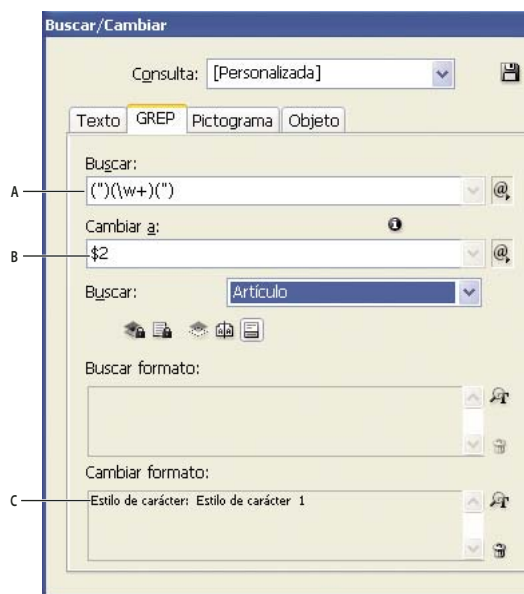 Buscar/Cambiar
Consulta: [Personalizada]
Texto GREP Pictograma Objeto
Buscar:
A (")(\w+)(")
Cambiar a:
B $2
Buscar: Artículo
Buscar formato:
Cambiar formato:
C Estilo de carácter: Estilo de carácter 1